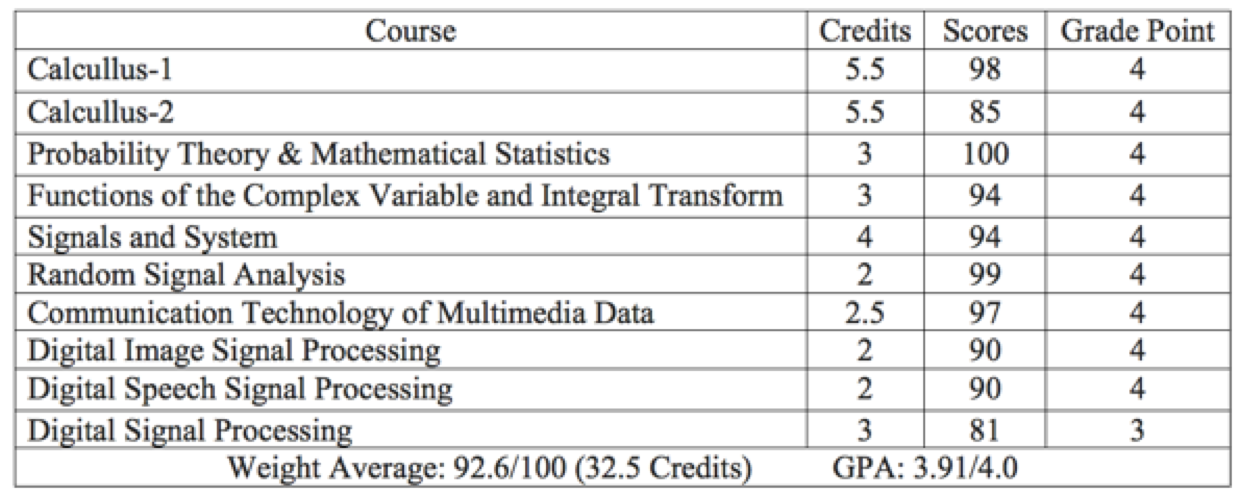 Course Credits Scores Grade Point
Calcullus-1 5.5 98 4
Calcullus-2 5.5 85 4
Probability Theory & Mathematical Statistics 3 100 4
Functions of the Complex Variable and Integral Transform 3 94 4
Signals and System 4 94 4
Random Signal Analysis 2 99 4
Communication Technology of Multimedia Data 2.5 97 4
Digital Image Signal Processing 2 90 4
Digital Speech Signal Processing 2 90 4
Digital Signal Processing 3 81 3
Weight Average: 92.6/100 (32.5 Credits) GPA: 3.91/4.0